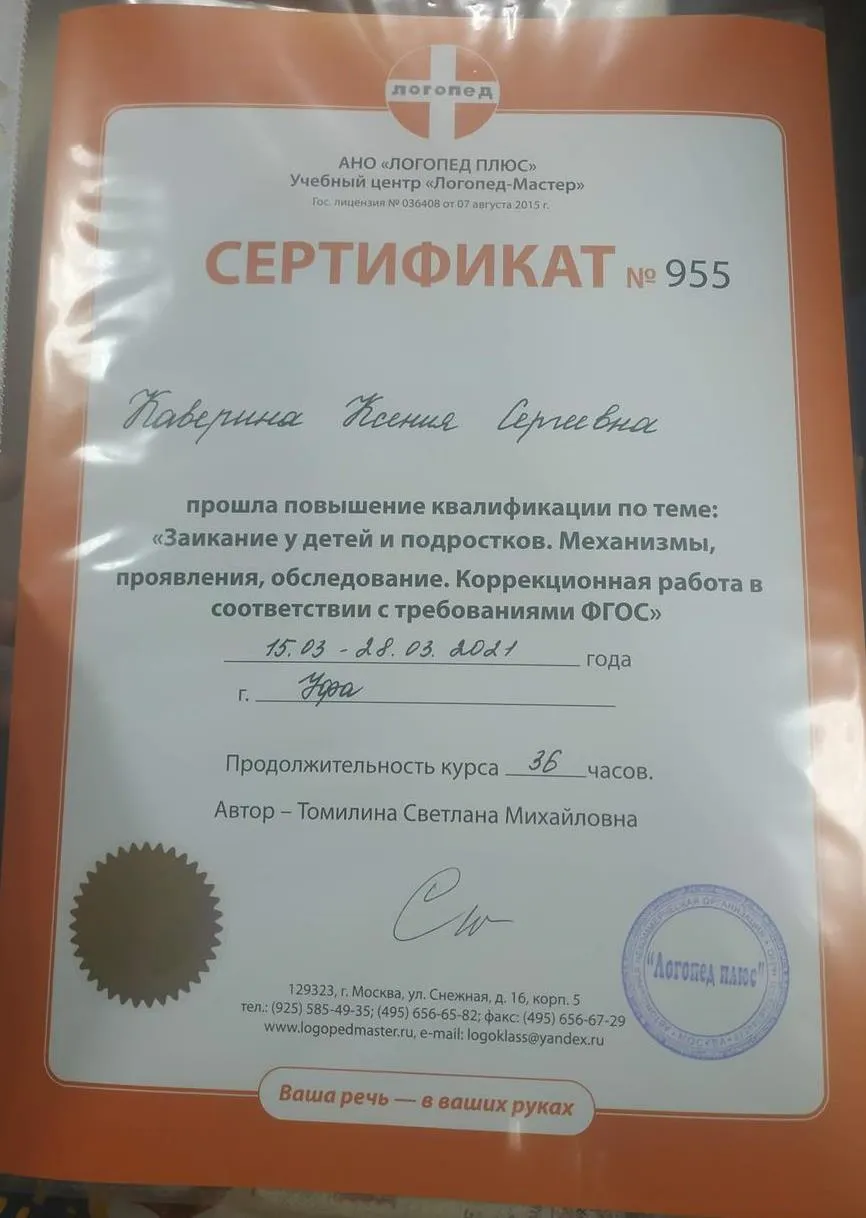 логопед
АНО «ЛОГОПЕД ПЛЮС»
Учебный центр «Логопед-Мастер»
Гос. лицензия № 036408 от 07 августа 2015 г.
СЕРТИФИКАТ № 955
Каверина Ксения Сергеевна
прошла повышение квалификации по теме:
«Заикание у детей и подростков. Механизмы,
проявления, обследование. Коррекционная работа в
соответствии с требованиями ФГОС»
15.03 - 28.03.2021 года
г. Уфа
Продолжительность курса 36 часов.
Автор – Томилина Светлана Михайловна
"Логопед плюс"
МОСКВА
129323, г. Москва, ул. Снежная, д. 16, корп. 5
тел.: (925) 585-49-35; (495) 656-65-82; факс: (495) 656-67-29
www.logopedmaster.ru, e-mail: logoklass@yandex.ru
Ваша речь — в ваших руках